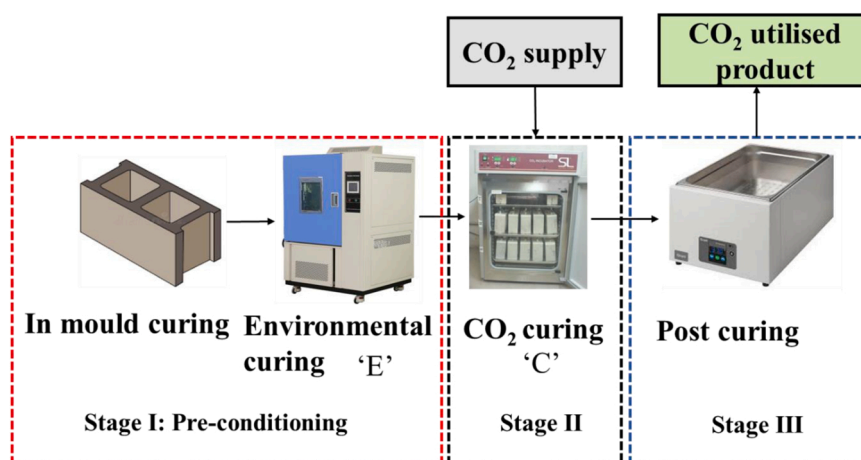 CO₂ supply
CO₂ utilised
product
SL
In mould curing
Environmental
curing 'E'
CO₂ curing
'C'
Post curing
Stage I: Pre-conditioning
Stage II
Stage III